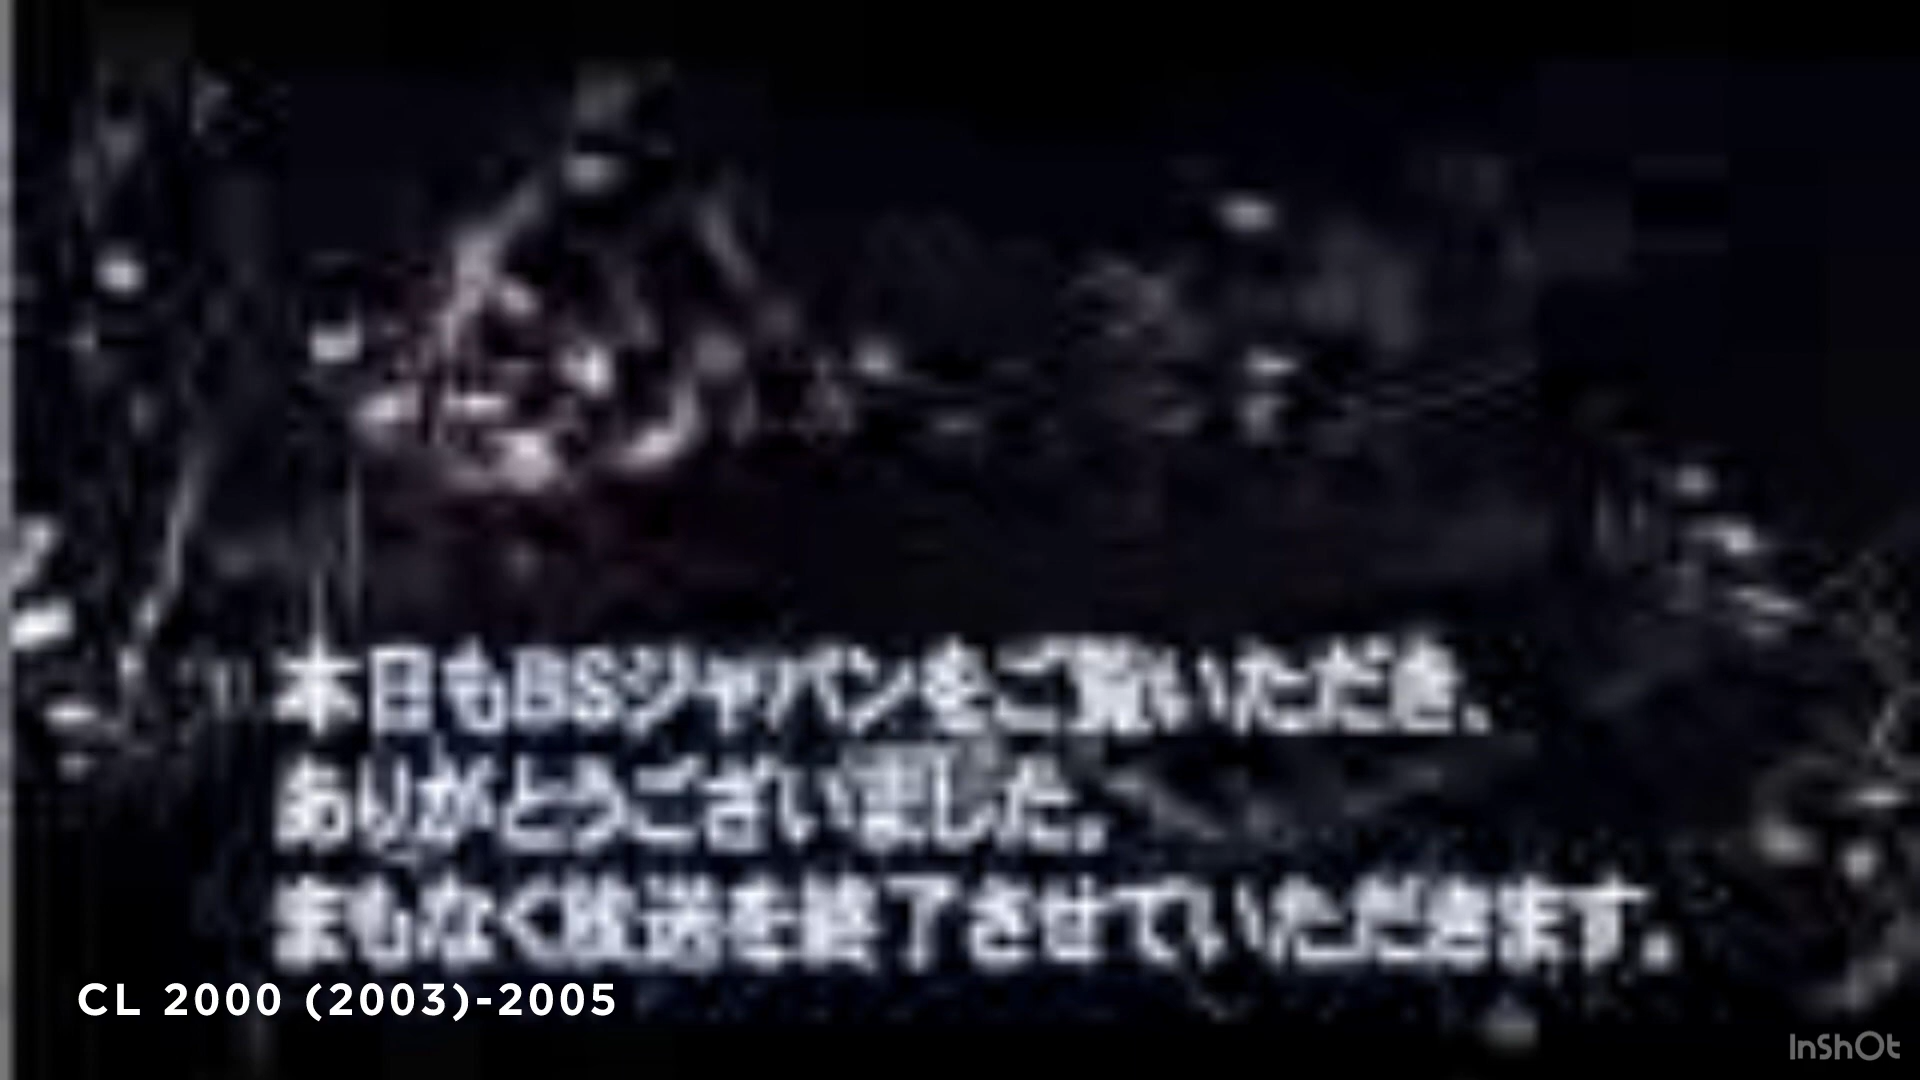 本日もBSジャパンをご覧いただき、
ありがとうございました。
まもなく放送を終了させていただきます。
CL 2000 (2003)-2005
InShOt